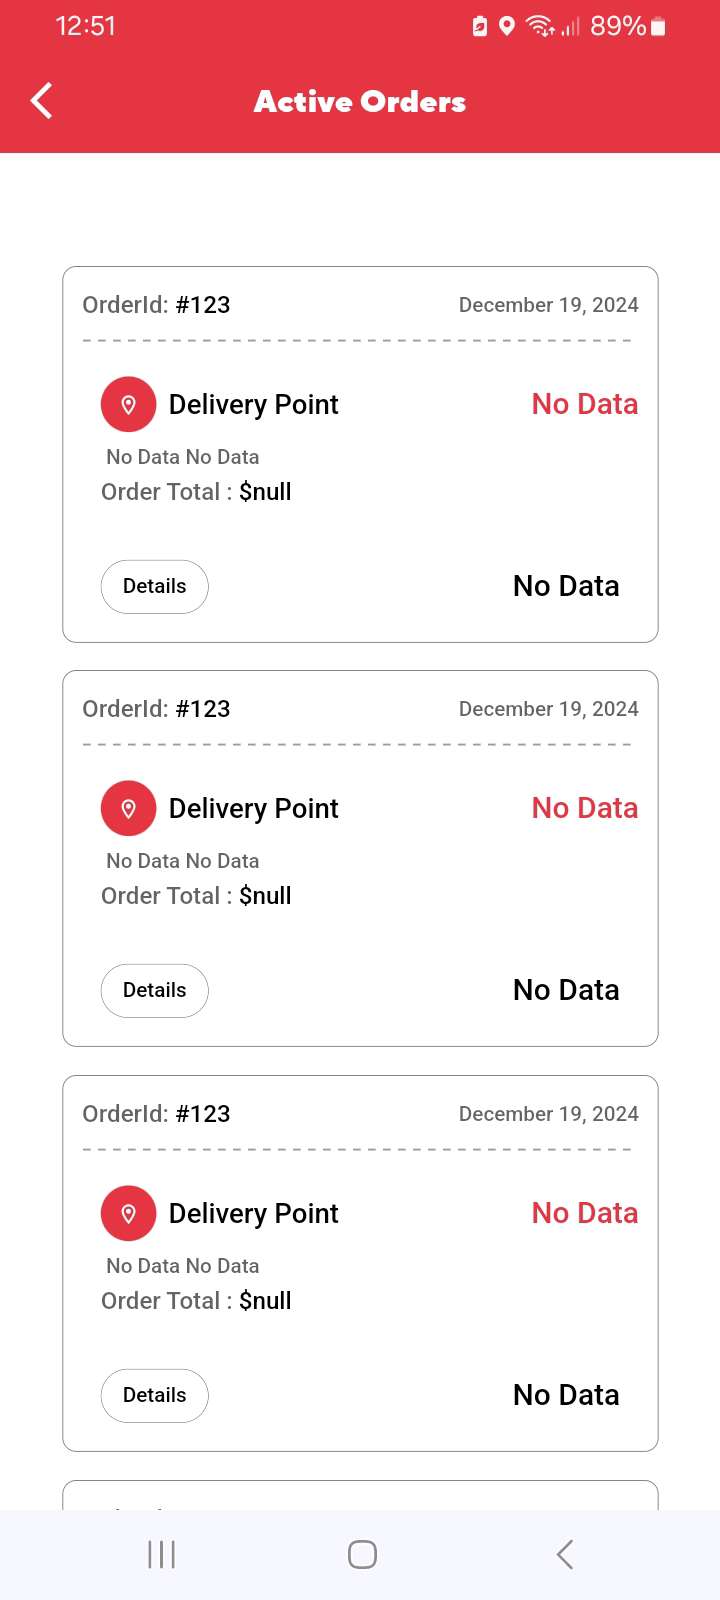 12:51 89%
Active Orders
OrderId: #123 December 19, 2024
Delivery Point No Data
No Data No Data
Order Total : $null
Details No Data
OrderId: #123 December 19, 2024
Delivery Point No Data
No Data No Data
Order Total : $null
Details No Data
OrderId: #123 December 19, 2024
Delivery Point No Data
No Data No Data
Order Total : $null
Details No Data